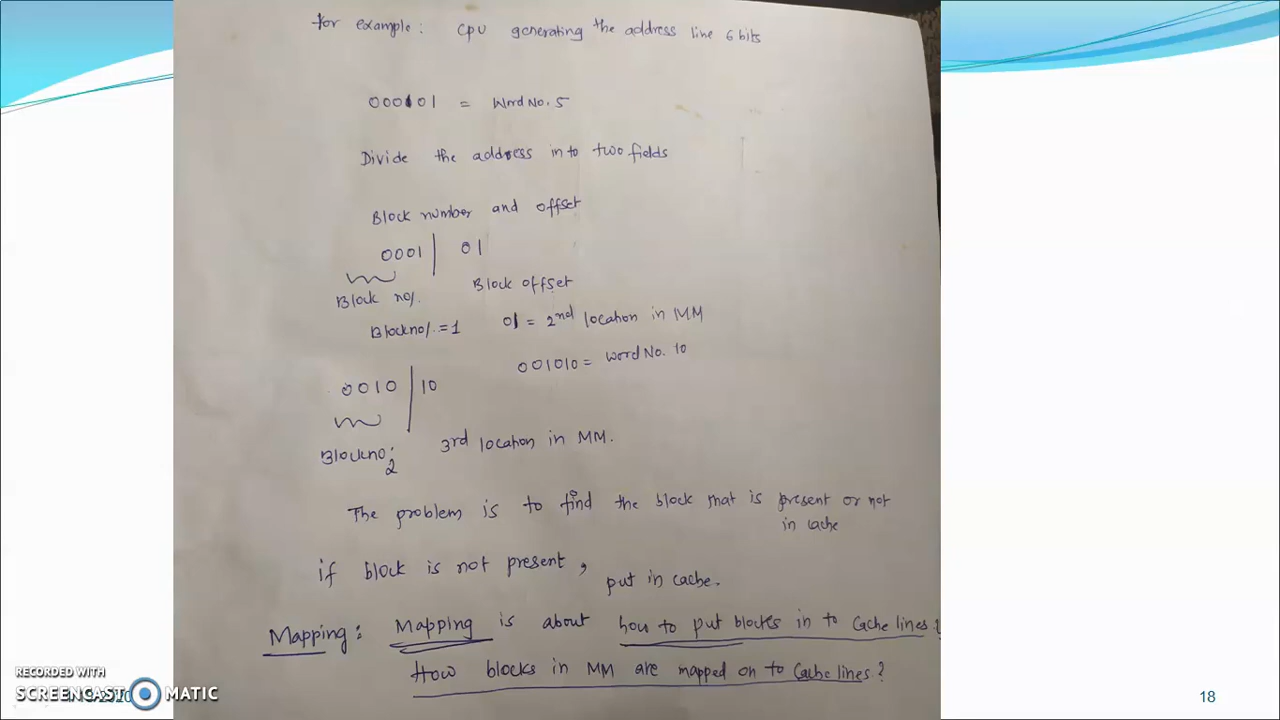 for example: CPU generating the address line 6 bits
000101 = Word No. 5
Divide the address in to two fields
Block number and offset
0001 | 01
Block no/. Block offset
Block no/. = 1 01 = 2nd location in MM
001010 = Word No. 10
0010 | 10
Block no: 2 3rd location in MM.
The problem is to find the block that is present or not in cache
if block is not present, put in cache.
Mapping: Mapping is about how to put blocks in to Cache lines?
How blocks in MM are mapped on to Cache lines?
RECORDED WITH
SCREENCAST MATIC
18